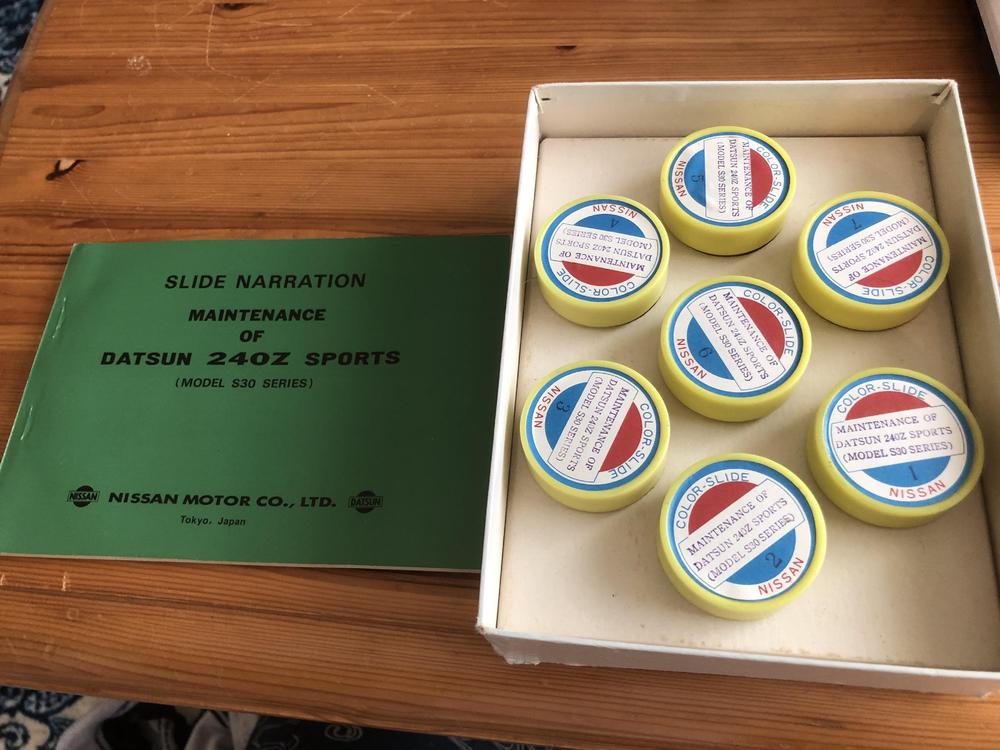 SLIDE NARRATION
MAINTENANCE
OF
DATSUN 240Z SPORTS
(MODEL S30 SERIES)
NISSAN
NISSAN MOTOR CO., LTD.
DATSUN
Tokyo, Japan
COLOR-SLIDE
MAINTENANCE OF
DATSUN 240Z SPORTS
(MODEL S30 SERIES)
5
NISSAN
COLOR-SLIDE
MAINTENANCE OF
DATSUN 240Z SPORTS
(MODEL S30 SERIES)
4
NISSAN
COLOR-SLIDE
MAINTENANCE OF
DATSUN 240Z SPORTS
(MODEL S30 SERIES)
7
NISSAN
COLOR-SLIDE
MAINTENANCE OF
DATSUN 240Z SPORTS
(MODEL S30 SERIES)
6
NISSAN
COLOR-SLIDE
MAINTENANCE OF
DATSUN 240Z SPORTS
(MODEL S30 SERIES)
3
NISSAN
COLOR-SLIDE
MAINTENANCE OF
DATSUN 240Z SPORTS
(MODEL S30 SERIES)
1
NISSAN
COLOR-SLIDE
MAINTENANCE OF
DATSUN 240Z SPORTS
(MODEL S30 SERIES)
2
NISSAN